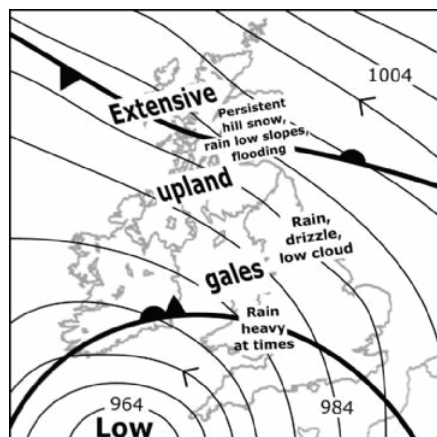 1004
Extensive
Persistent
hill snow,
rain low slopes,
flooding
upland
Rain,
drizzle,
low cloud
gales
Rain
heavy
at times
964
984
Low